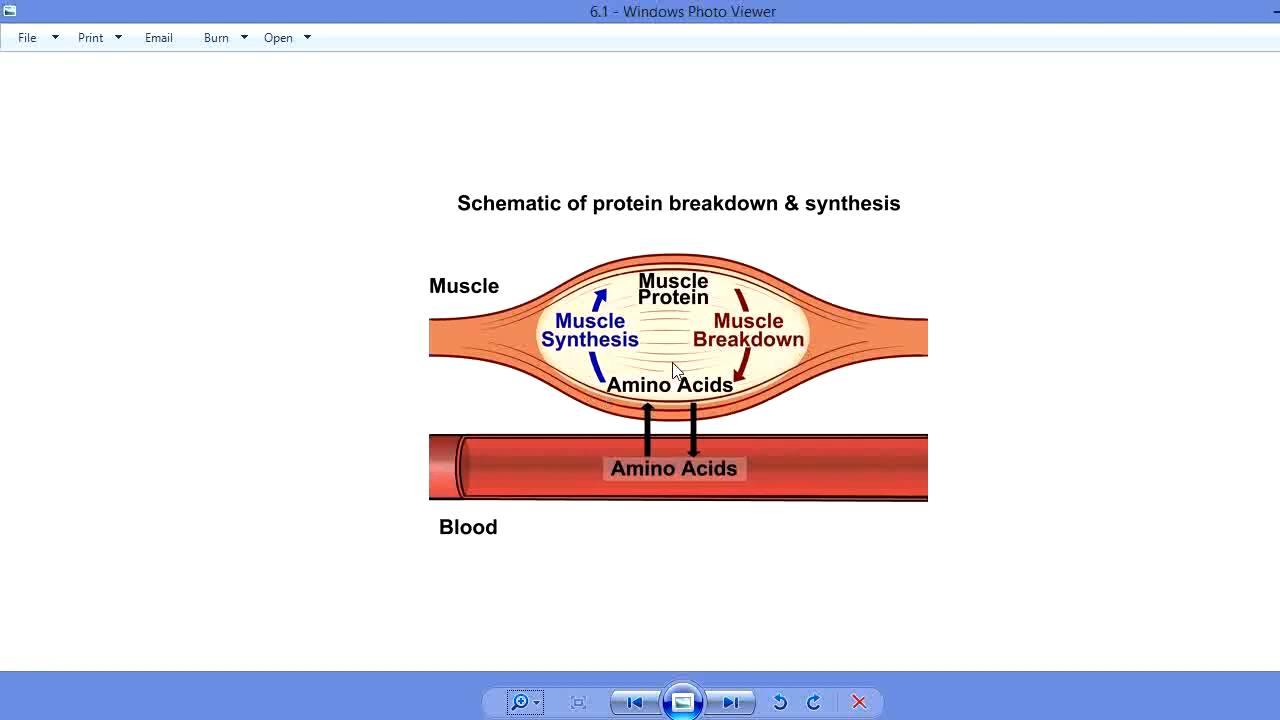 6.1 - Windows Photo Viewer
File Print Email Burn Open
Schematic of protein breakdown & synthesis
Muscle
Muscle
Protein
Muscle
Synthesis
Muscle
Breakdown
Amino Acids
Amino Acids
Blood